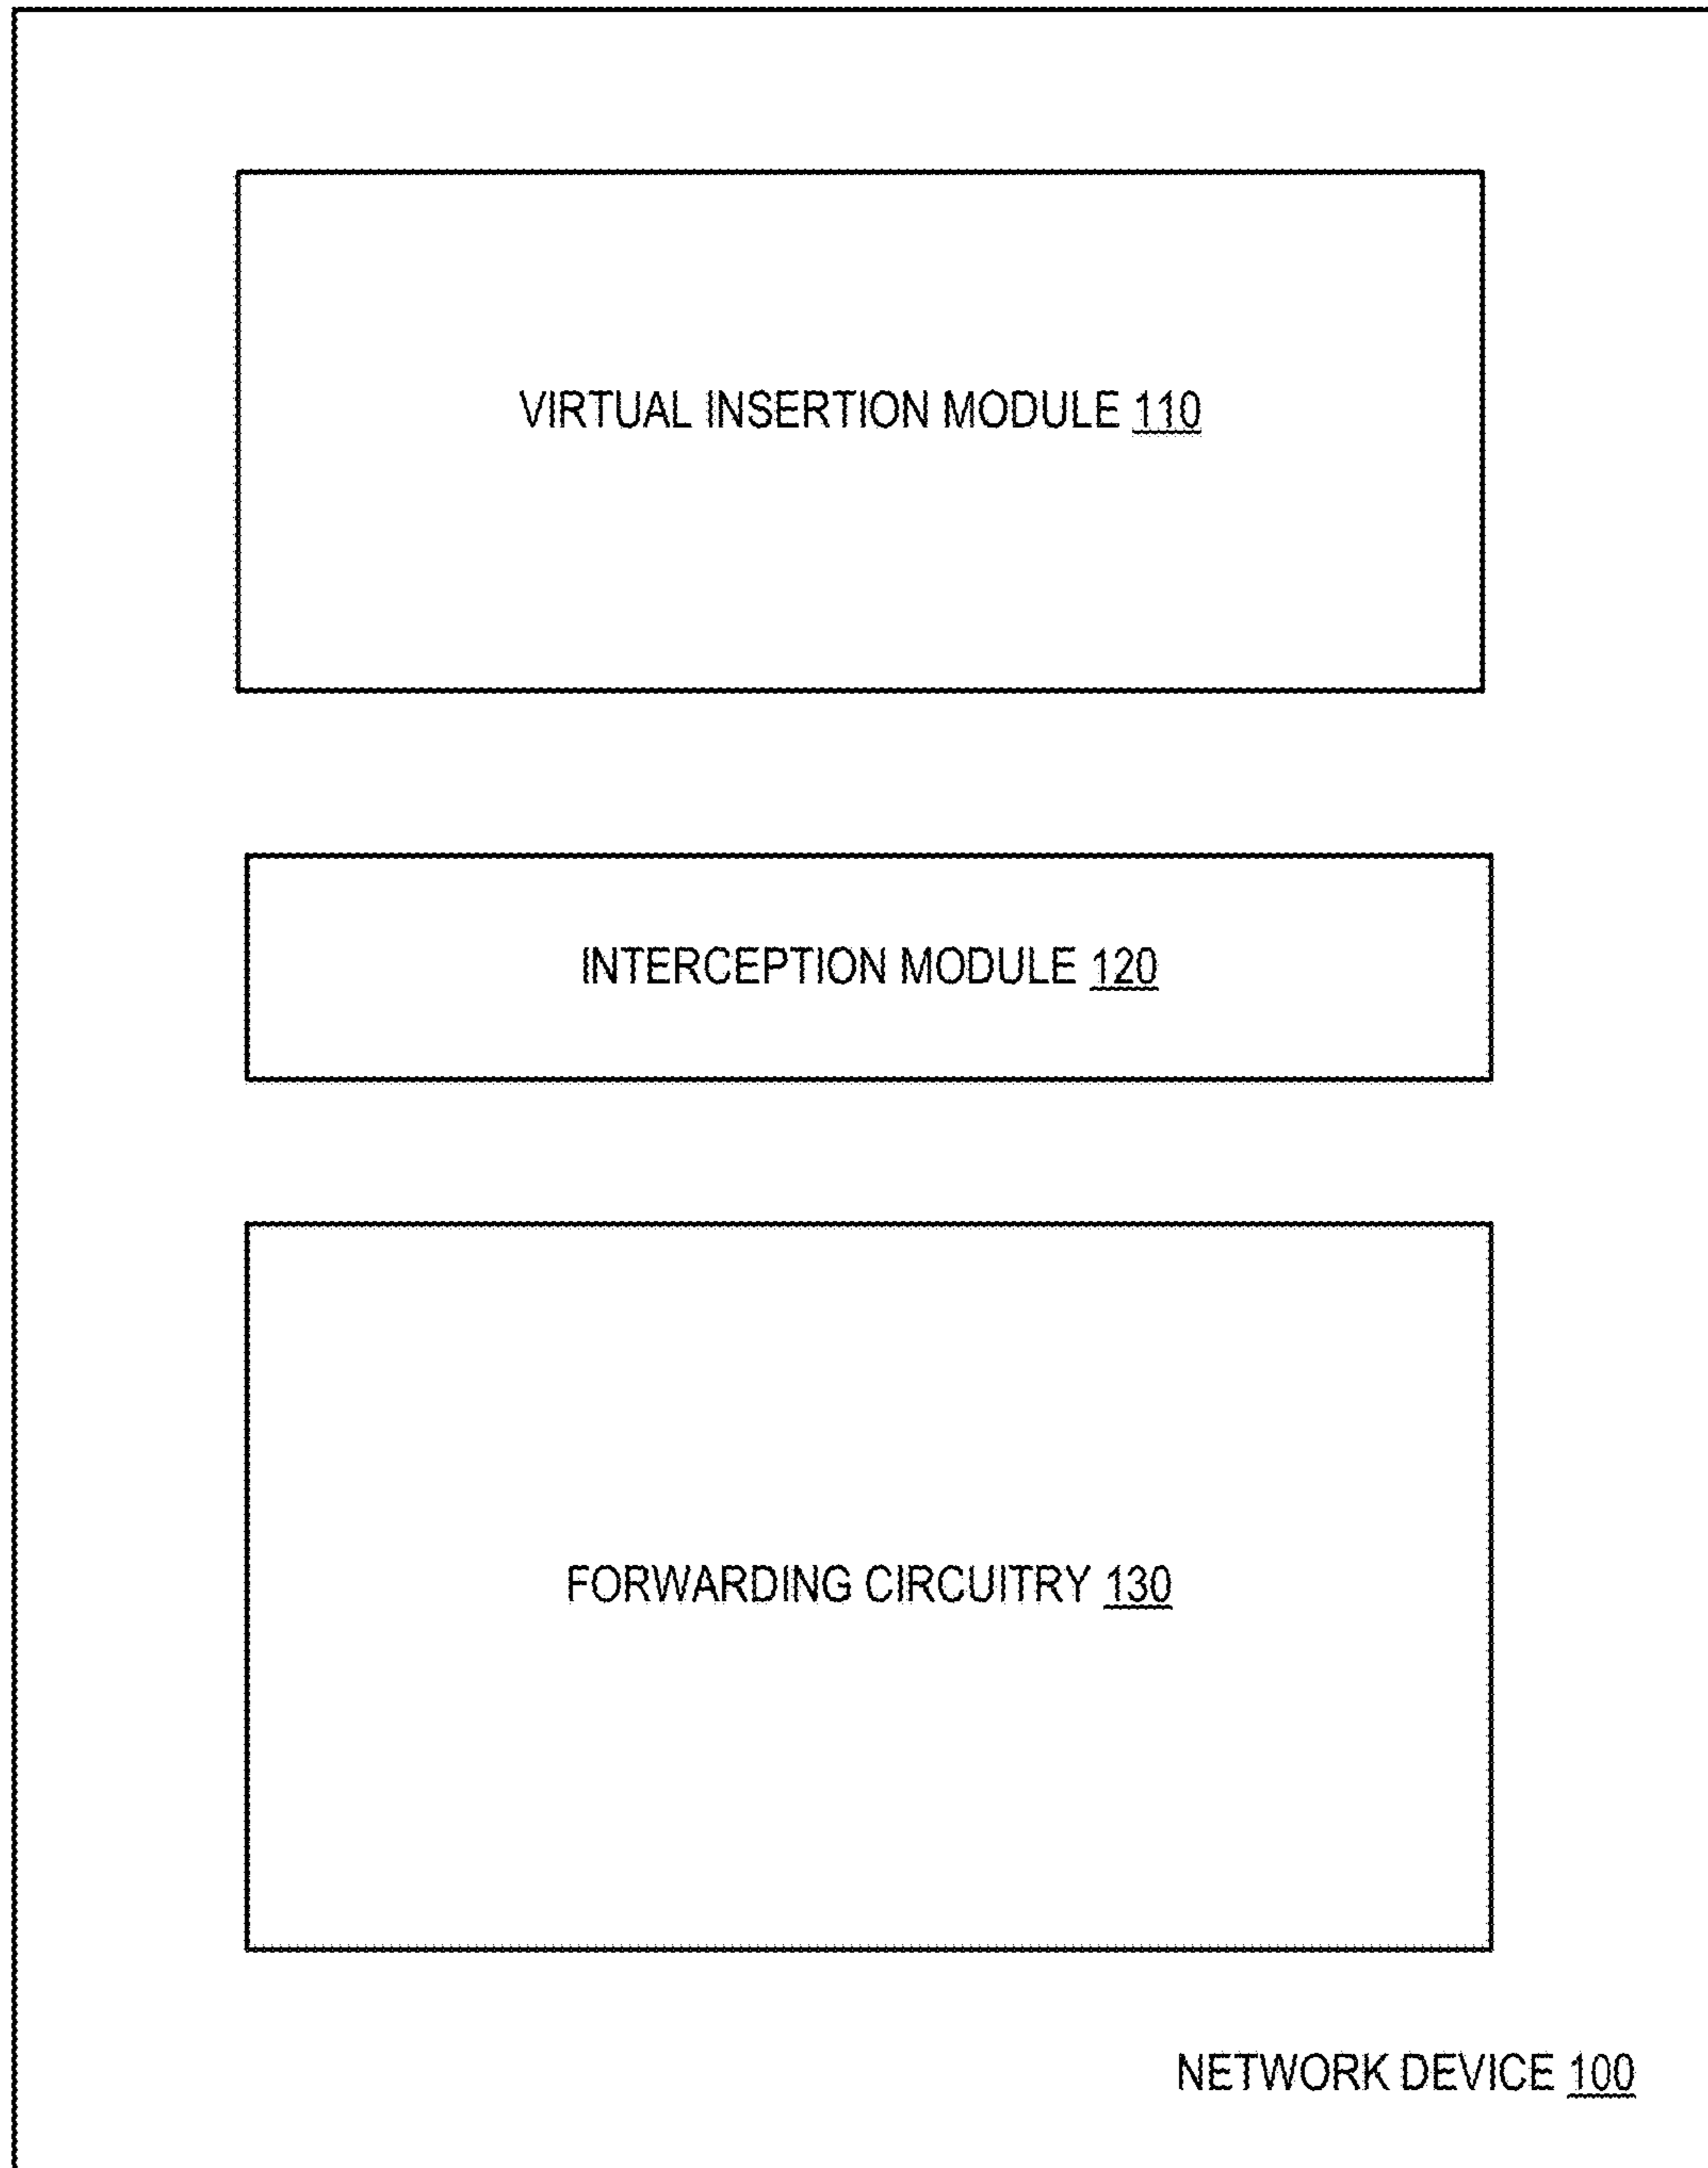 VIRTUAL INSERTION MODULE 110
INTERCEPTION MODULE 120
FORWARDING CIRCUITRY 130
NETWORK DEVICE 100